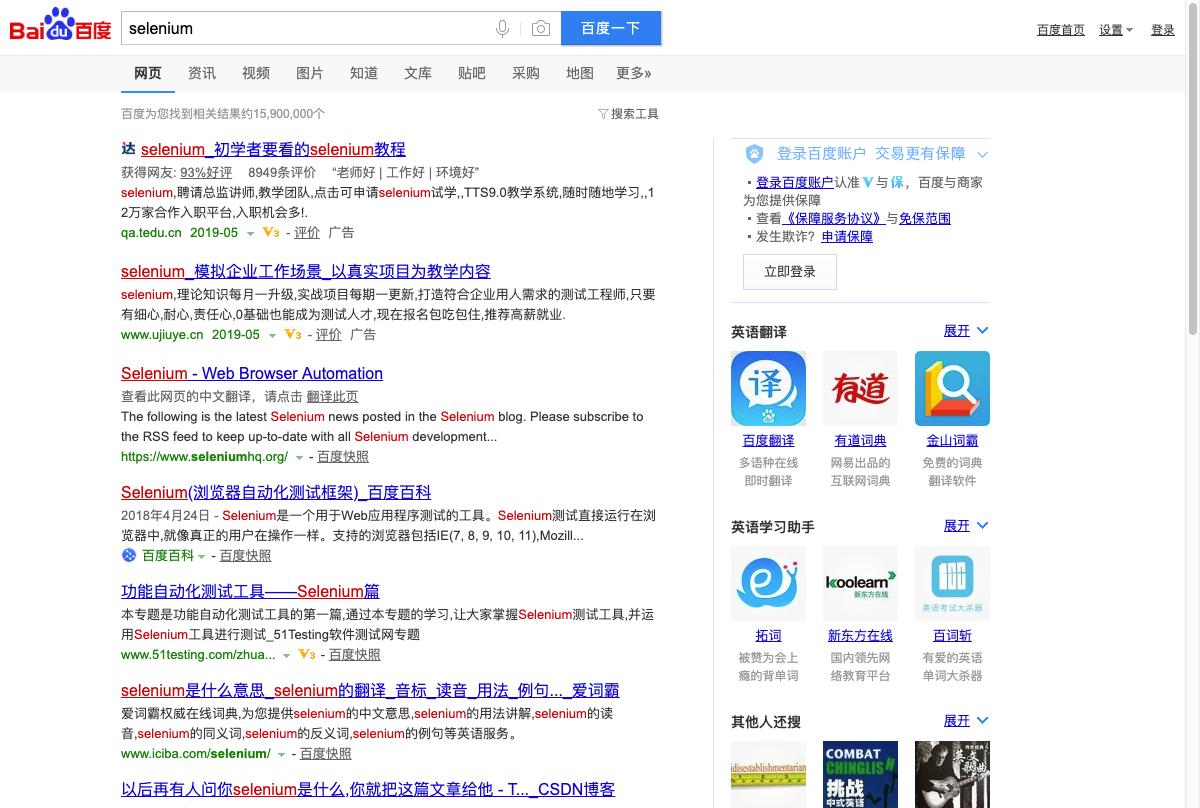 Bai du 百度 selenium 百度一下 百度首页 设置 登录
网页 资讯 视频 图片 知道 文库 贴吧 采购 地图 更多»
百度为您找到相关结果约15,900,000个 搜索工具
selenium_初学者要看的selenium教程
获得网友: 93%好评 8949条评价 “老师好 | 工作好 | 环境好”
selenium,聘请总监讲师,教学团队,点击可申请selenium试学,,TTS9.0教学系统,随时随地学习,,1
2万家合作入职平台,入职机会多!.
qa.tedu.cn 2019-05 V3 - 评价 广告
selenium_模拟企业工作场景_以真实项目为教学内容
selenium,理论知识每月一升级,实战项目每期一更新,打造符合企业用人需求的测试工程师,只要
有细心,耐心,责任心,0基础也能成为测试人才,现在报名包吃包住,推荐高薪就业.
www.ujiuye.cn 2019-05 V3 - 评价 广告
Selenium - Web Browser Automation
查看此网页的中文翻译，请点击 翻译此页
The following is the latest Selenium news posted in the Selenium blog. Please subscribe to
the RSS feed to keep up-to-date with all Selenium development...
https://www.seleniumhq.org/ - 百度快照
Selenium(浏览器自动化测试框架)_百度百科
2018年4月24日 - Selenium是一个用于Web应用程序测试的工具。Selenium测试直接运行在浏
览器中,就像真正的用户在操作一样。支持的浏览器包括IE(7, 8, 9, 10, 11),Mozill...
百度百科 - 百度快照
功能自动化测试工具——Selenium篇
本专题是功能自动化测试工具的第一篇,通过本专题的学习,让大家掌握Selenium测试工具,并运
用Selenium工具进行测试_51Testing软件测试网专题
www.51testing.com/zhua... V3 - 百度快照
selenium是什么意思_selenium的翻译_音标_读音_用法_例句..._爱词霸
爱词霸权威在线词典,为您提供selenium的中文意思,selenium的用法讲解,selenium的读
音,selenium的同义词,selenium的反义词,selenium的例句等英语服务。
www.iciba.com/selenium/ - 百度快照
以后再有人问你selenium是什么,你就把这篇文章给他 - T..._CSDN博客
登录百度账户 交易更有保障
· 登录百度账户认准 V 与 保，百度与商家
为您提供保障
· 查看《保障服务协议》与免保范围
· 发生欺诈？申请保障
立即登录
英语翻译 展开
译 有道
百度翻译 有道词典 金山词霸
多语种在线 网易出品的 免费的词典
即时翻译 互联网词典 翻译软件
英语学习助手 展开
koolearn 新东方在线 100 英语考试大杀器
拓词 新东方在线 百词斩
被赞为会上 国内领先网 有爱的英语
瘾的背单词 络教育平台 单词大杀器
其他人还搜 展开
idisestablishmentarian COMBAT CHINGLISH 挑战 中式英语 英文歌曲